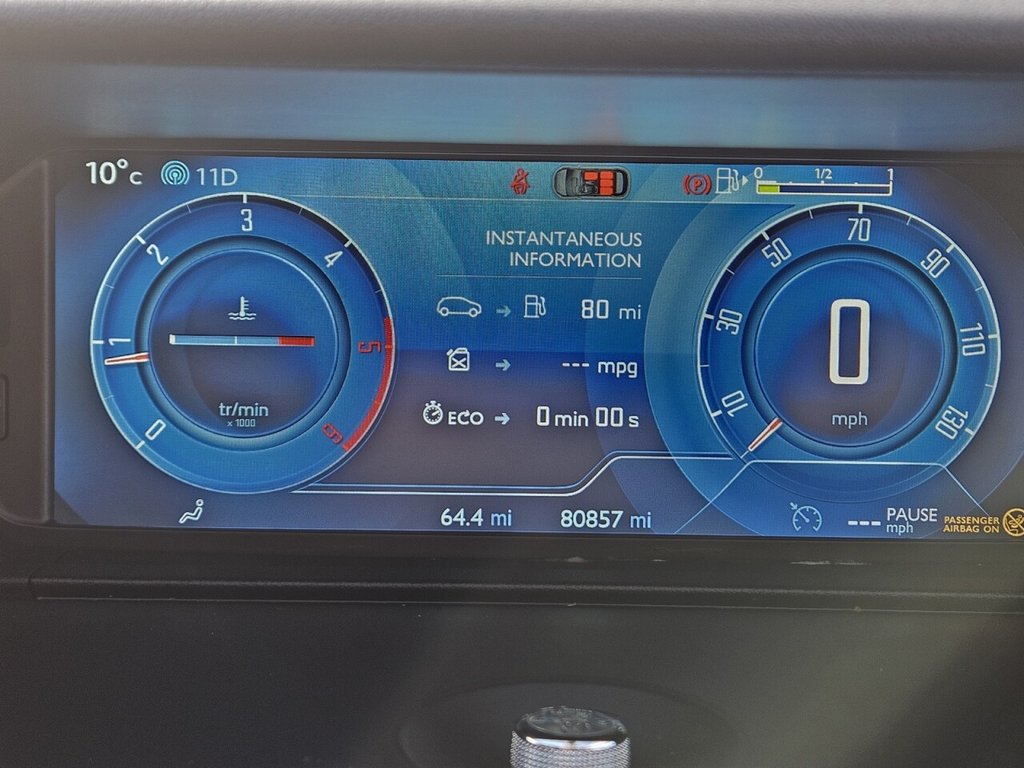 10°C 11D
P 0 1/2 1
0 1 2 3 4 5 6
tr/min
x 1000
INSTANTANEOUS
INFORMATION
80 mi
--- mpg
ECO 0 min 00 s
10 30 50 70 90 110 130
0
mph
64.4 mi 80857 mi
--- PAUSE
mph
PASSENGER
AIRBAG ON